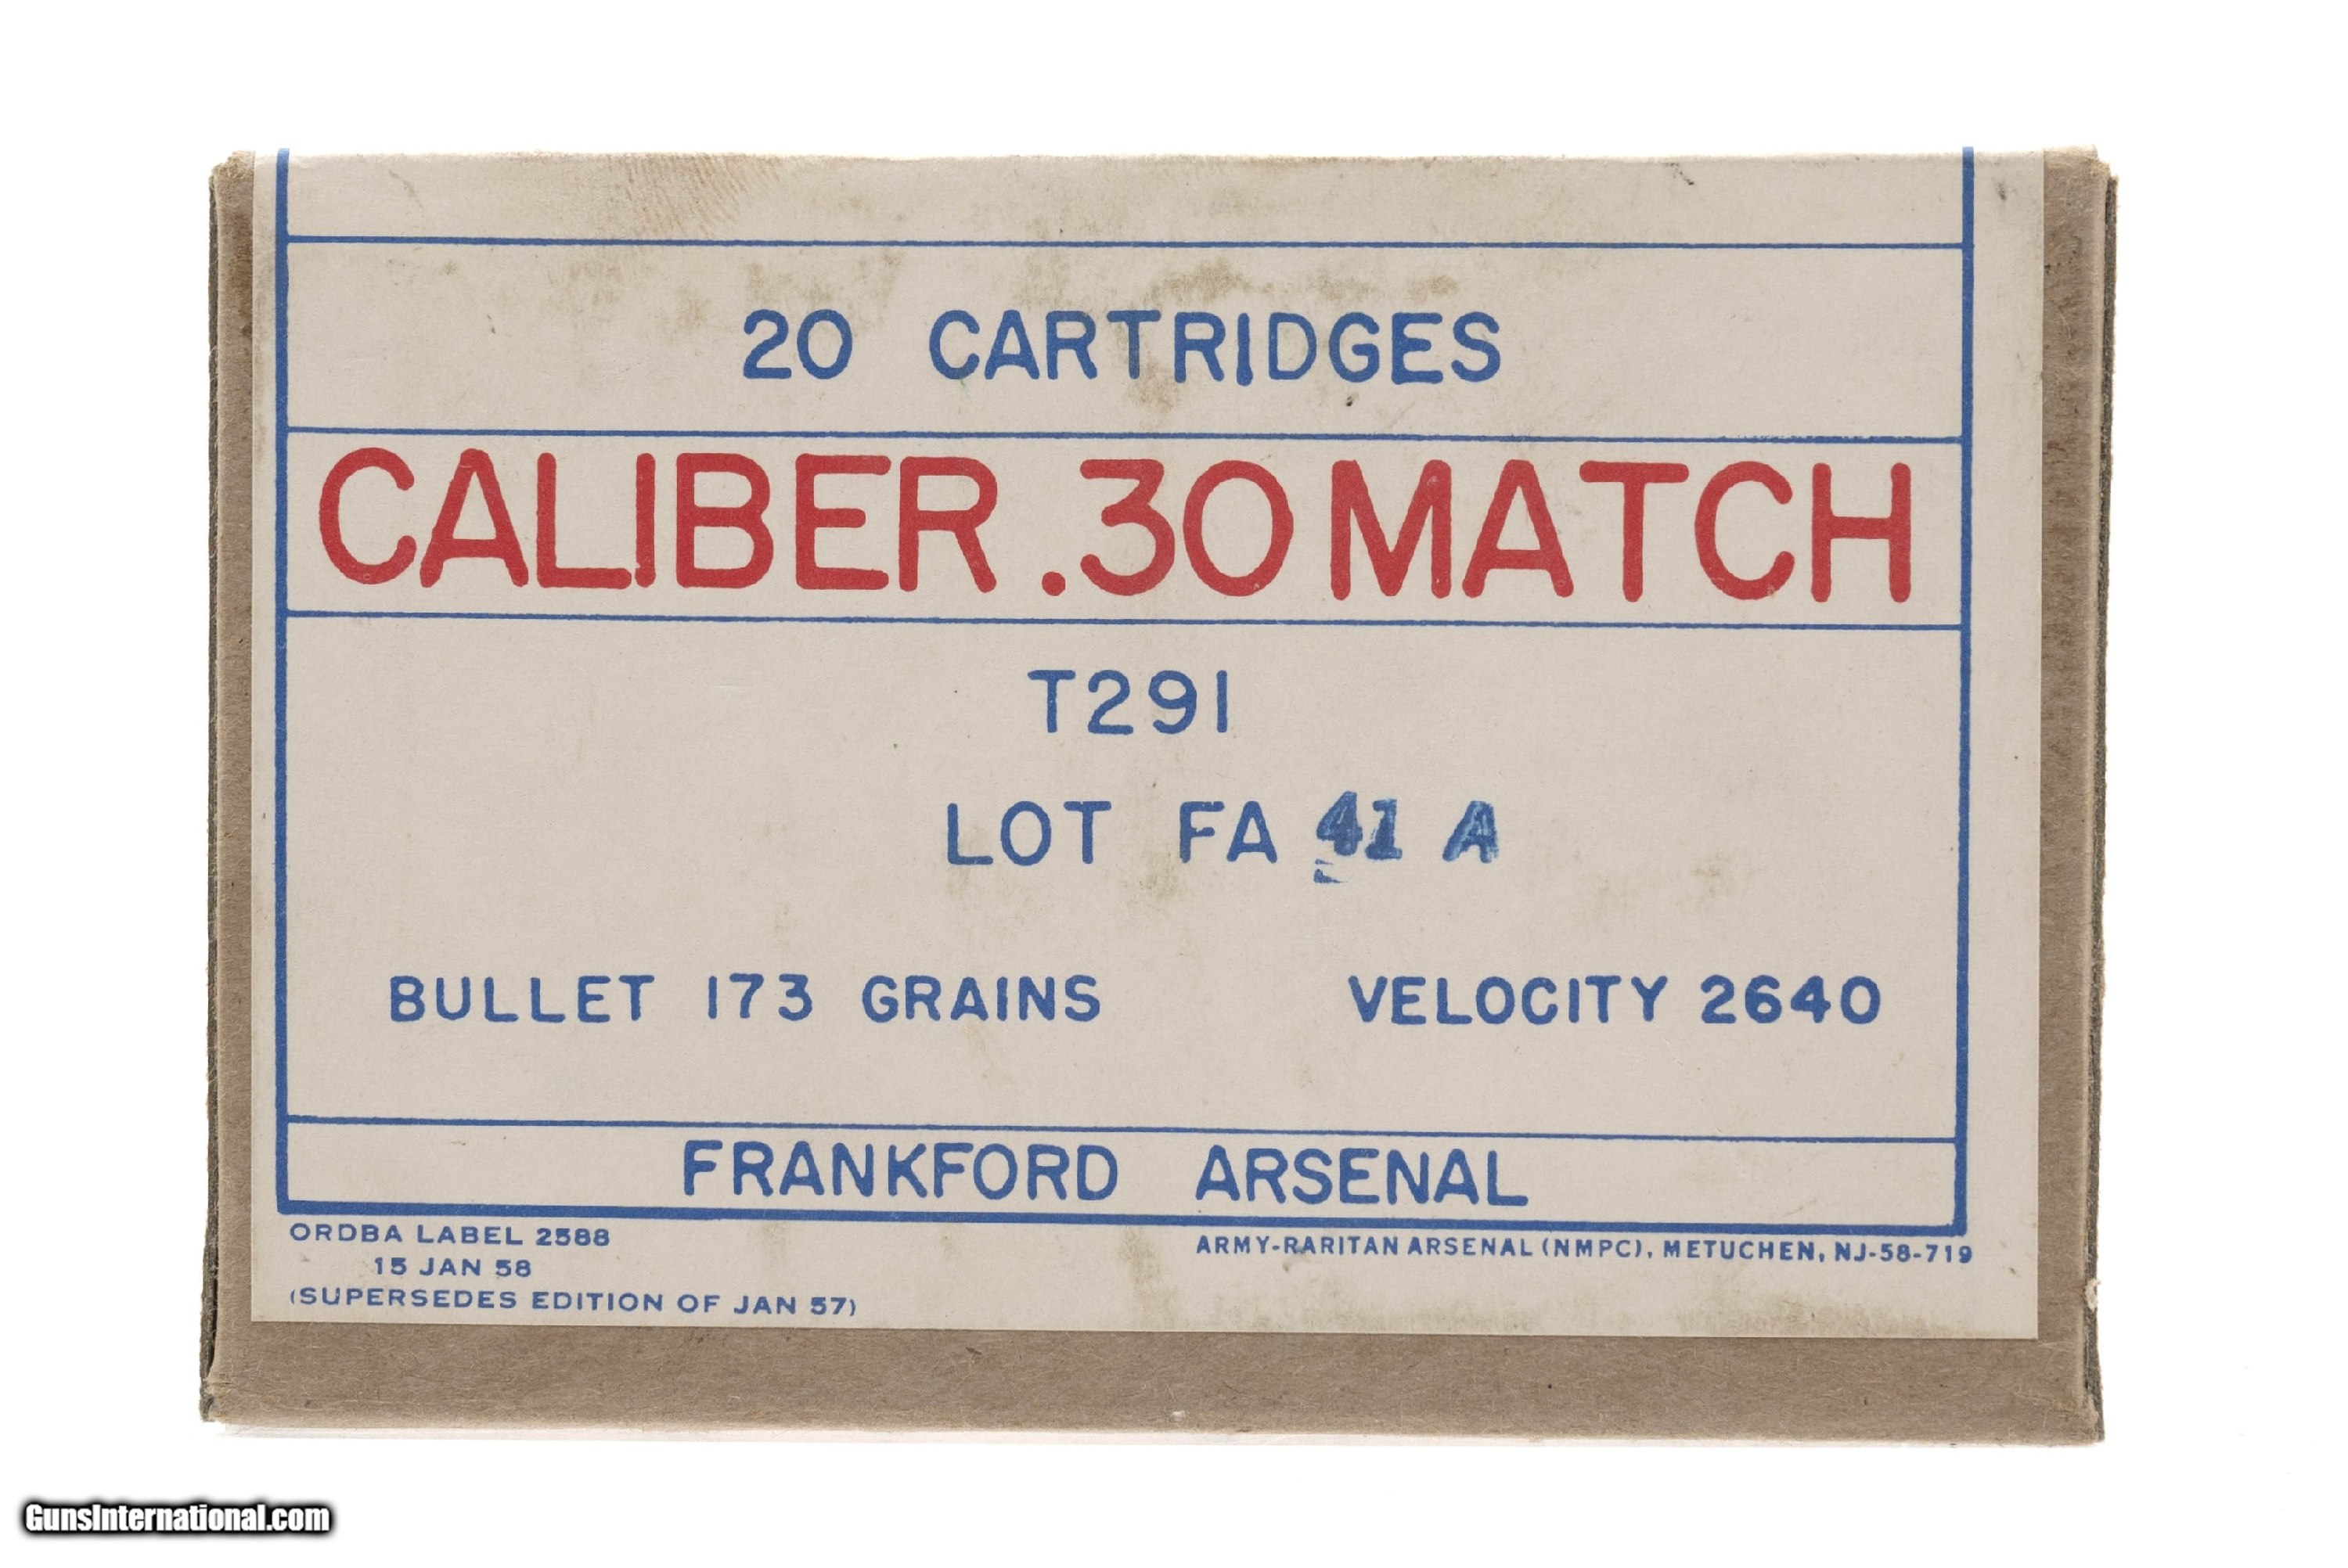 20 CARTRIDGES
CALIBER .30 MATCH
T291
LOT FA 41 A
BULLET 173 GRAINS VELOCITY 2640
FRANKFORD ARSENAL
ORDBA LABEL 2588
15 JAN 58
(SUPERSEDES EDITION OF JAN 57)
ARMY-RARITAN ARSENAL (NMPC), METUCHEN, NJ-58-719
GunsInternational.com